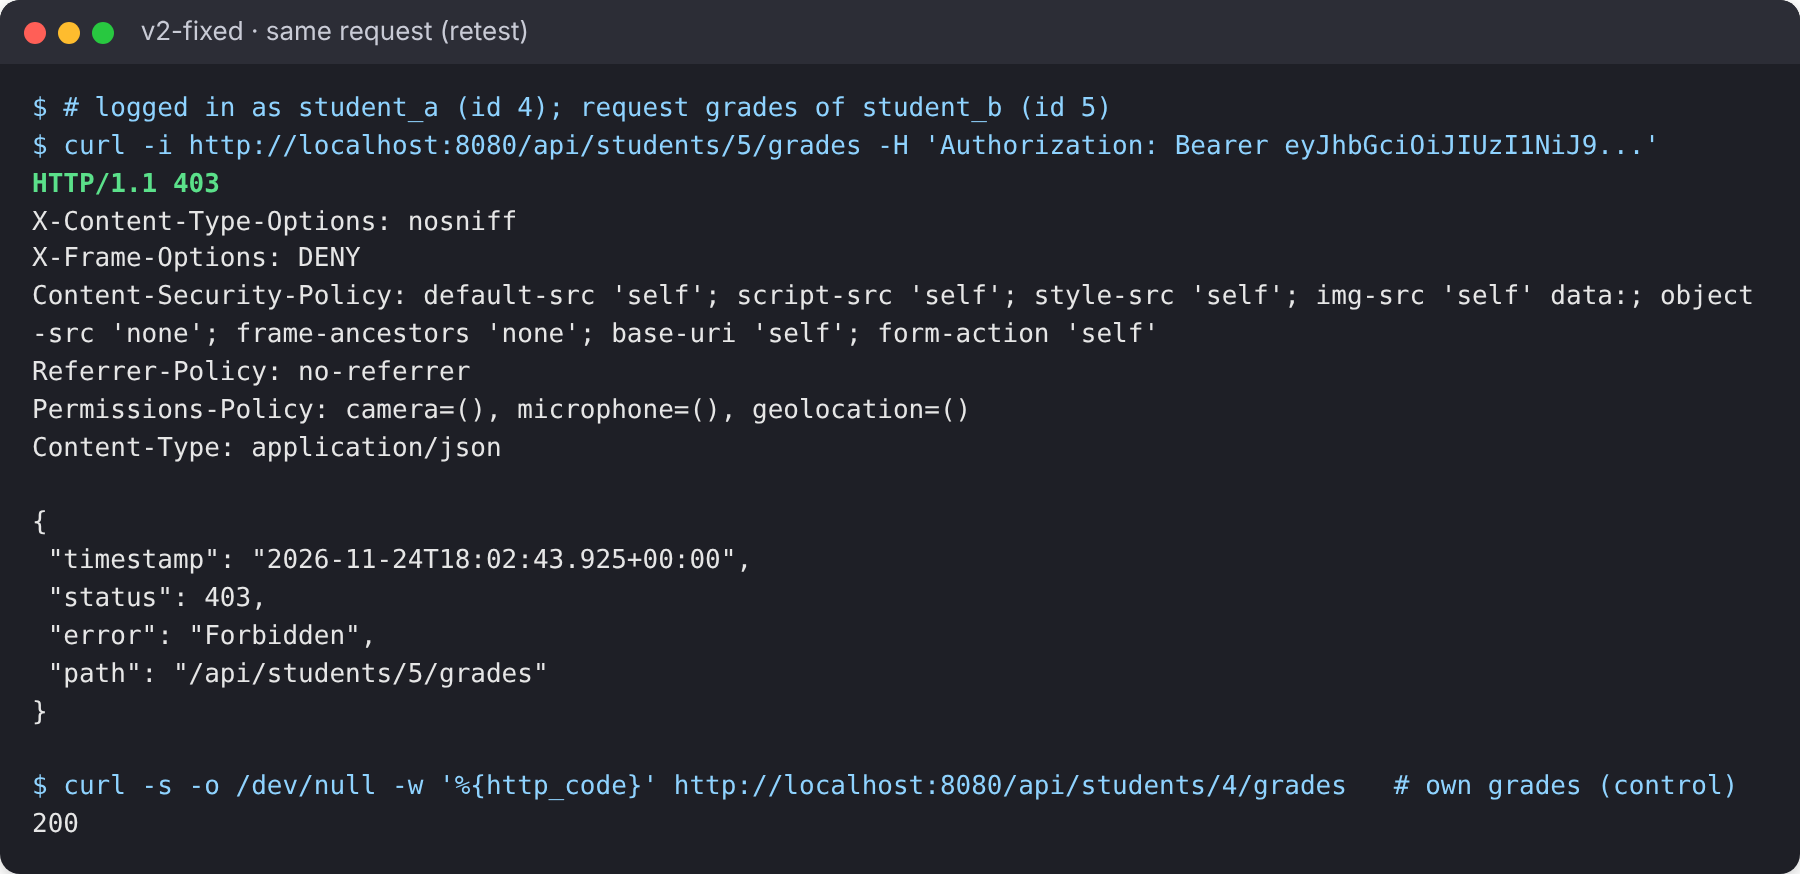 v2-fixed · same request (retest)
$ # logged in as student_a (id 4); request grades of student_b (id 5)
$ curl -i http://localhost:8080/api/students/5/grades -H 'Authorization: Bearer eyJhbGciOiJIUzI1NiJ9...'
HTTP/1.1 403
X-Content-Type-Options: nosniff
X-Frame-Options: DENY
Content-Security-Policy: default-src 'self'; script-src 'self'; style-src 'self'; img-src 'self' data:; object
-src 'none'; frame-ancestors 'none'; base-uri 'self'; form-action 'self'
Referrer-Policy: no-referrer
Permissions-Policy: camera=(), microphone=(), geolocation=()
Content-Type: application/json

{
 "timestamp": "2026-11-24T18:02:43.925+00:00",
 "status": 403,
 "error": "Forbidden",
 "path": "/api/students/5/grades"
}

$ curl -s -o /dev/null -w '%{http_code}' http://localhost:8080/api/students/4/grades   # own grades (control)
200